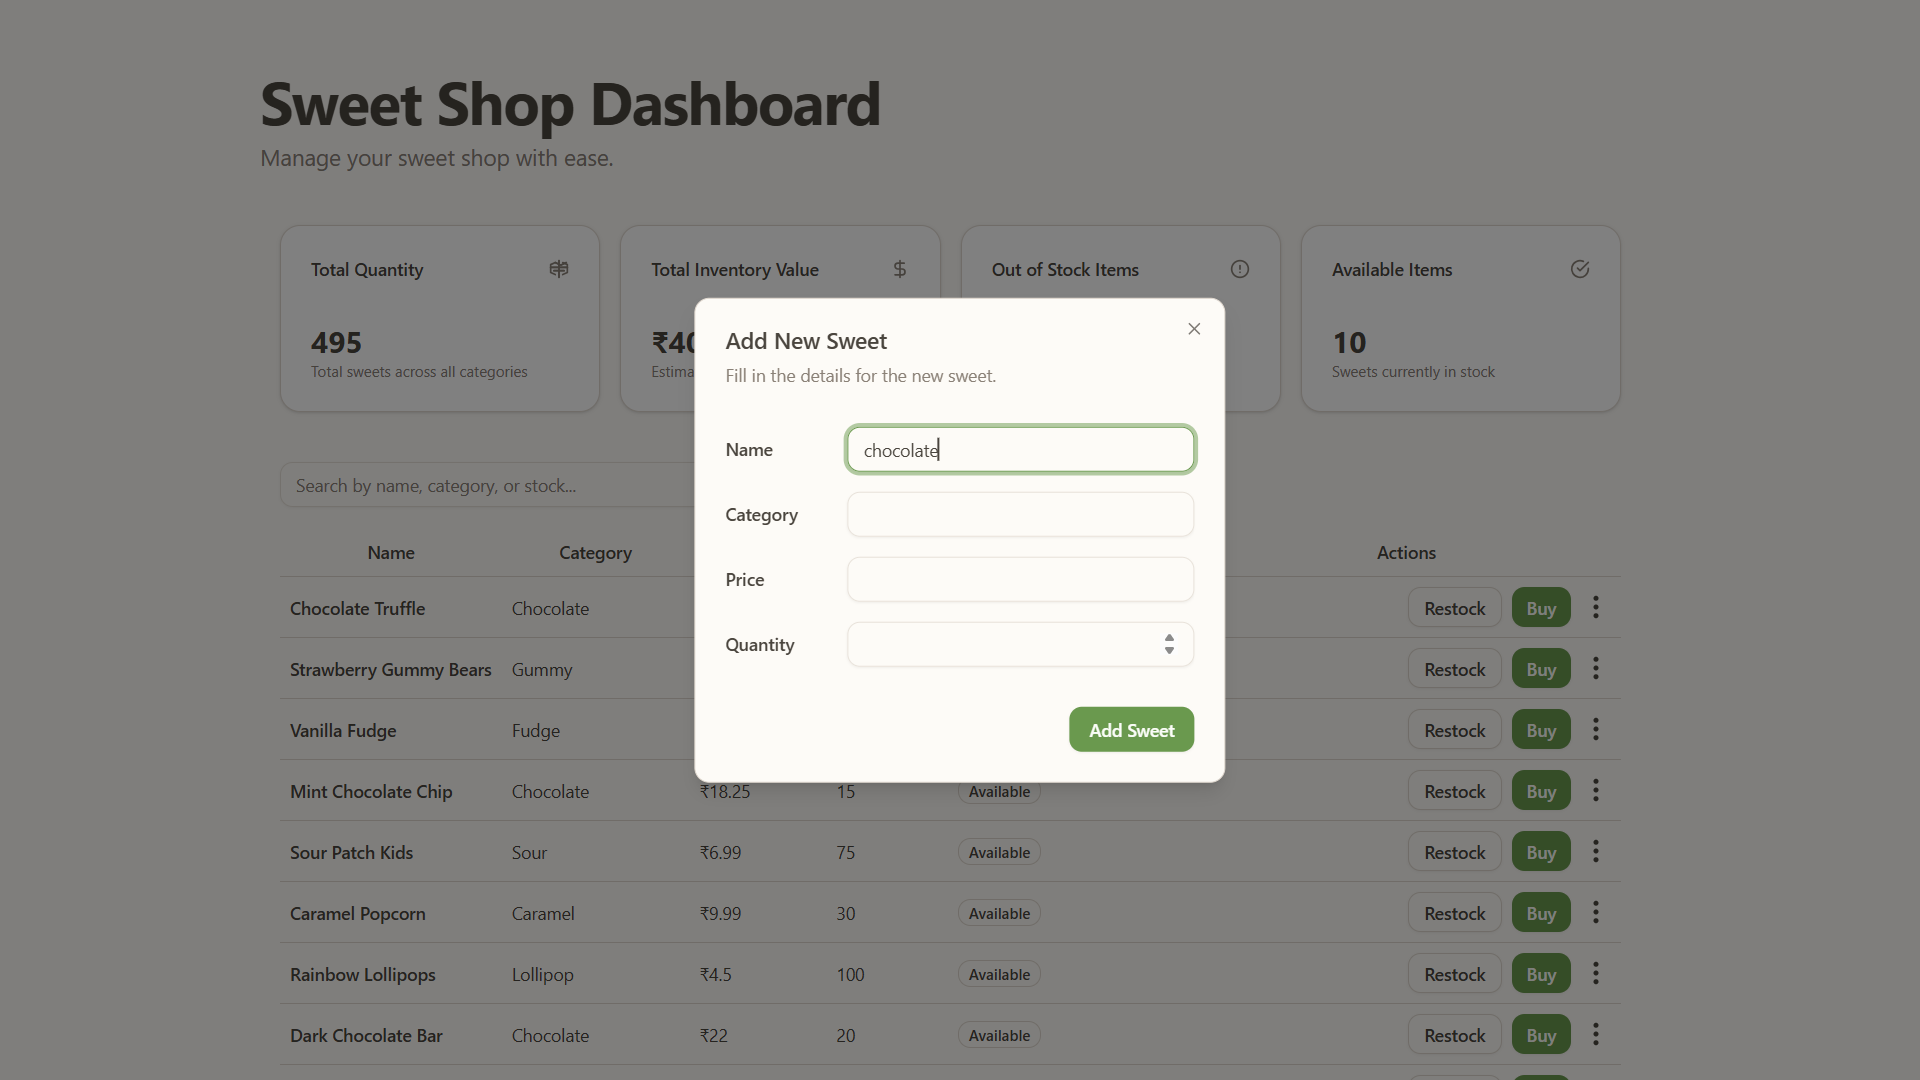 Sweet Shop Dashboard
Manage your sweet shop with ease.
Total Quantity
495
Total sweets across all categories
Total Inventory Value
₹40
Estima
Out of Stock Items
Available Items
10
Sweets currently in stock
Add New Sweet
Fill in the details for the new sweet.
Name
chocolate
Category
Price
Quantity
Add Sweet
Search by name, category, or stock...
Name Category Actions
Chocolate Truffle Chocolate Restock Buy
Strawberry Gummy Bears Gummy Restock Buy
Vanilla Fudge Fudge Restock Buy
Mint Chocolate Chip Chocolate ₹18.25 15 Available Restock Buy
Sour Patch Kids Sour ₹6.99 75 Available Restock Buy
Caramel Popcorn Caramel ₹9.99 30 Available Restock Buy
Rainbow Lollipops Lollipop ₹4.5 100 Available Restock Buy
Dark Chocolate Bar Chocolate ₹22 20 Available Restock Buy